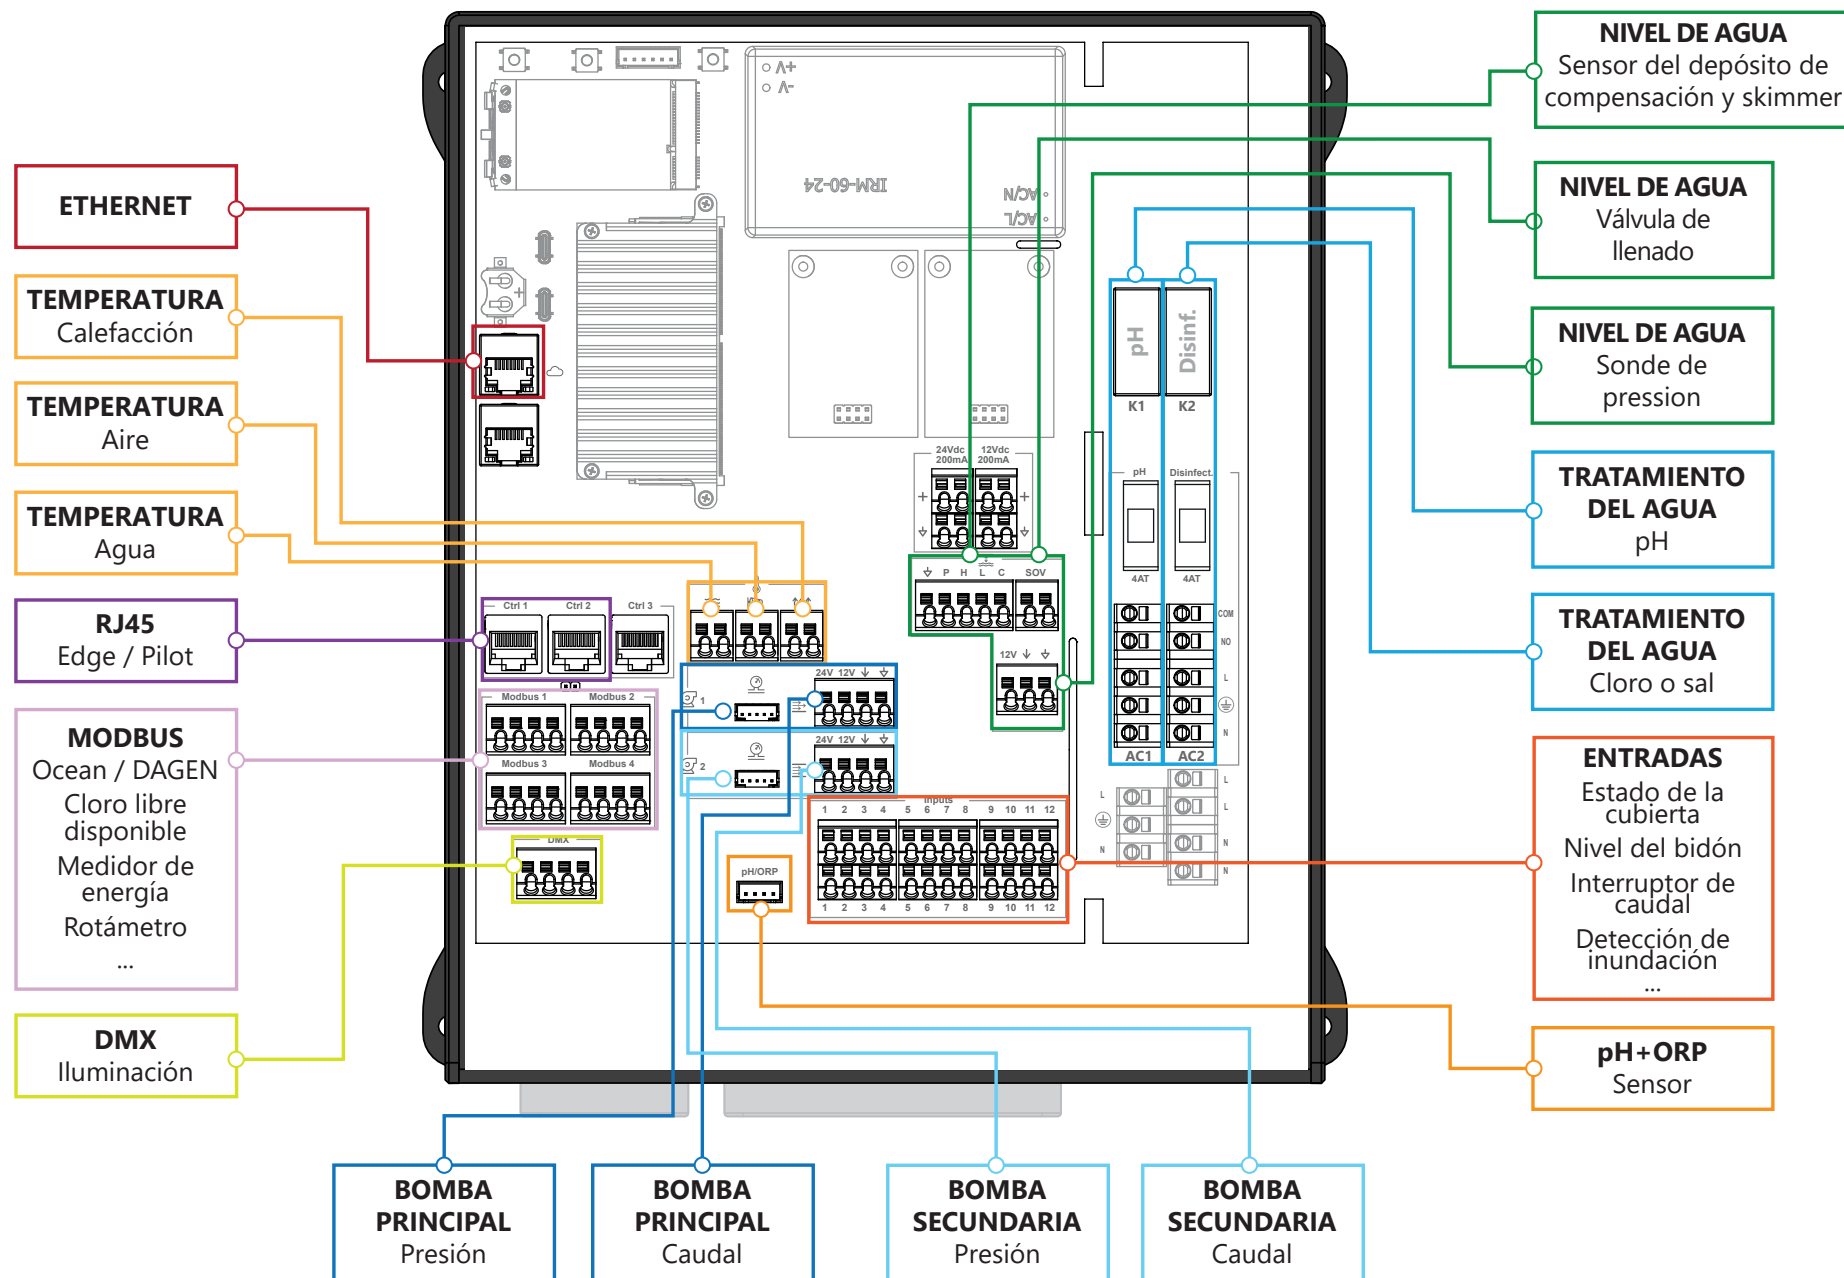 NIVEL DE AGUA
Sensor del depósito de
compensación y skimmer
NIVEL DE AGUA
Válvula de
llenado
NIVEL DE AGUA
Sonde de
pression
TRATAMIENTO
DEL AGUA
pH
TRATAMIENTO
DEL AGUA
Cloro o sal
ENTRADAS
Estado de la
cubierta
Nivel del bidón
Interruptor de
caudal
Detección de
inundación
...
pH+ORP
Sensor
ETHERNET
TEMPERATURA
Calefacción
TEMPERATURA
Aire
TEMPERATURA
Agua
RJ45
Edge / Pilot
MODBUS
Ocean / DAGEN
Cloro libre
disponible
Medidor de
energía
Rotámetro
...
DMX
Iluminación
BOMBA
PRINCIPAL
Presión
BOMBA
PRINCIPAL
Caudal
BOMBA
SECUNDARIA
Presión
BOMBA
SECUNDARIA
Caudal
+V
-V
IRM-60-24
AC/N
AC/L
pH
Disinf.
K1
K2
24Vdc
200mA
12Vdc
200mA
+
+
pH
Disinfect.
4AT
4AT
P H L C SOV
12V
COM
NO
L
N
AC1
AC2
L
L
L
N
N
N
Ctrl 1
Ctrl 2
Ctrl 3
24V 12V
1
24V 12V
2
Modbus 1
Modbus 2
Modbus 3
Modbus 4
DMX
pH/ORP
Inputs
1 2 3 4 5 6 7 8 9 10 11 12
1 2 3 4 5 6 7 8 9 10 11 12